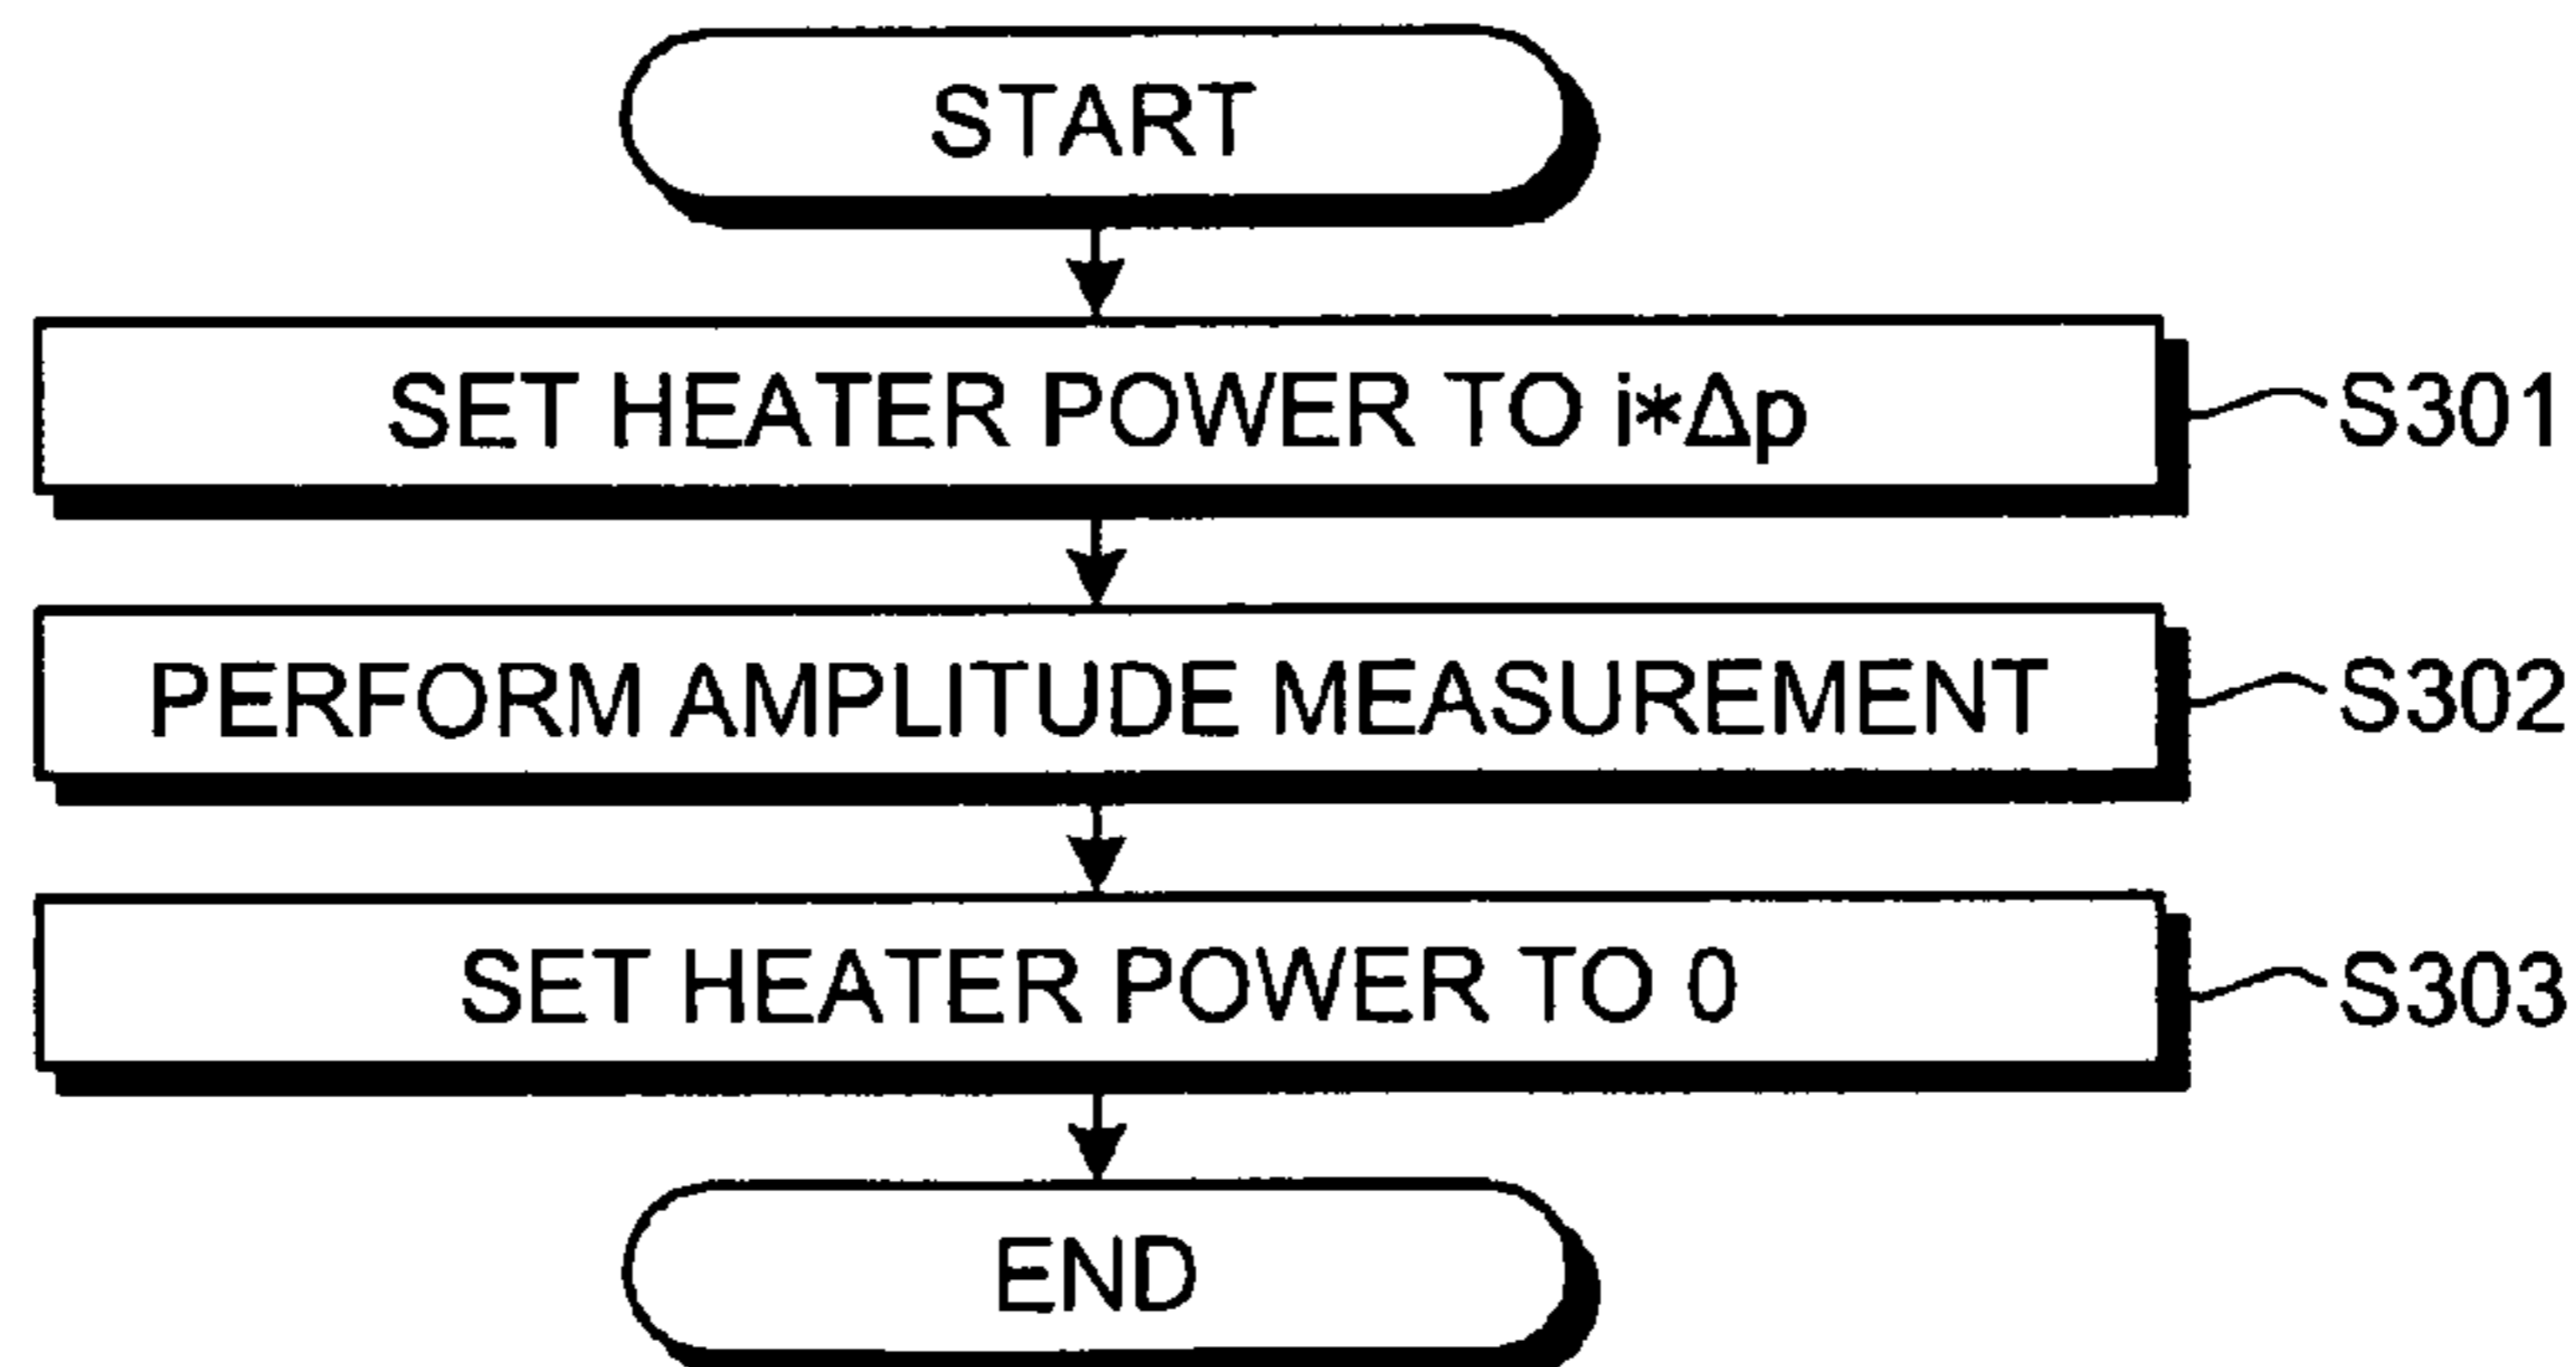 START
SET HEATER POWER TO i*Δp
S301
PERFORM AMPLITUDE MEASUREMENT
S302
SET HEATER POWER TO 0
S303
END